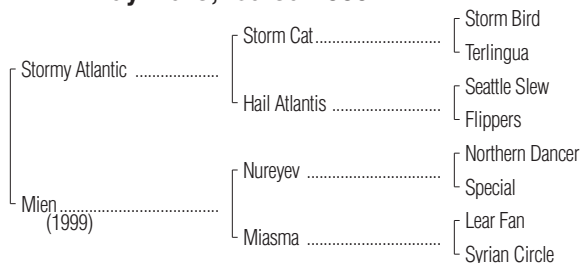 Storm Bird
Storm Cat
Terlingua
Stormy Atlantic
Seattle Slew
Hail Atlantis
Flippers
Northern Dancer
Nureyev
Special
Mien
(1999)
Lear Fan
Miasma
Syrian Circle